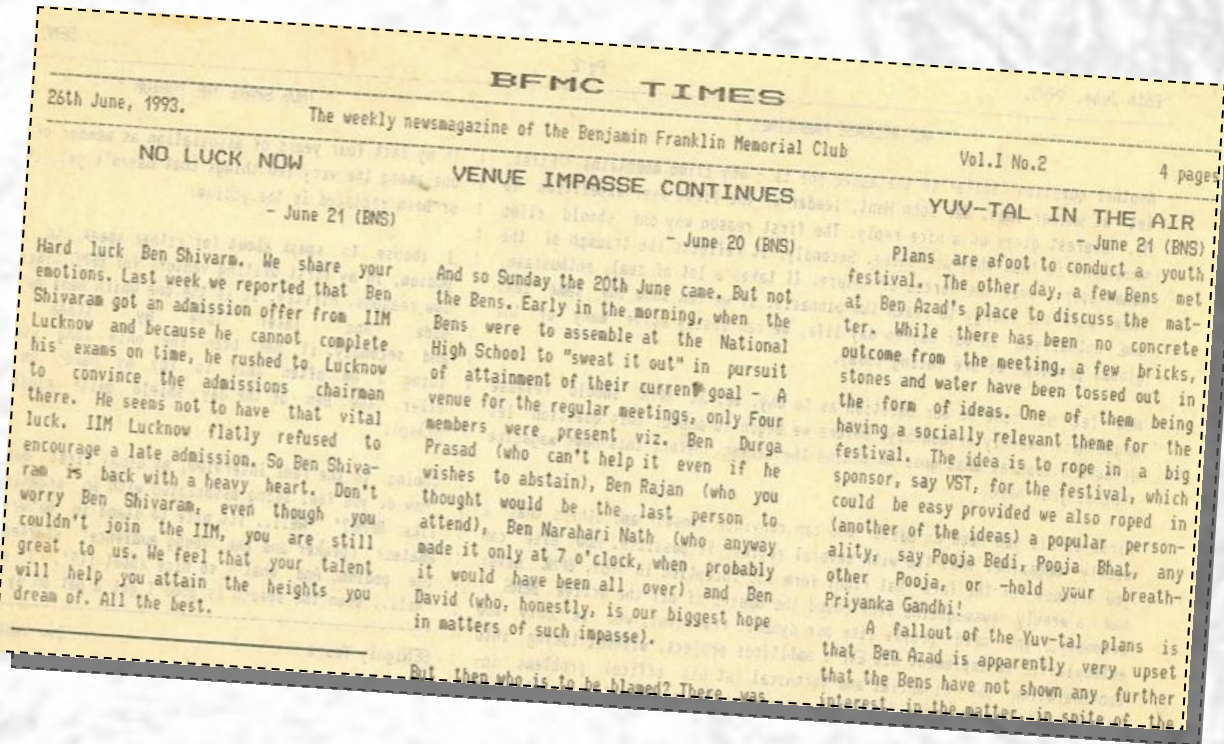 BFMC TIMES
26th June, 1993.
The weekly newsmagazine of the Benjamin Franklin Memorial Club
Vol.I No.2
4 pages
NO LUCK NOW
- June 21 (BNS)
Hard luck Ben Shivarm. We share your
emotions. Last week we reported that Ben
Shivaram got an admission offer from IIM
Lucknow and because he cannot complete
his exams on time, he rushed to Lucknow
to convince the admissions chairman
there. He seems not to have that vital
luck. IIM Lucknow flatly refused to
encourage a late admission. So Ben Shiva-
ram is back with a heavy heart. Don't
worry Ben Shivaram, even though you
couldn't join the IIM, you are still
great to us. We feel that your talent
will help you attain the heights you
dream of. All the best.
VENUE IMPASSE CONTINUES
- June 20 (BNS)
And so Sunday the 20th June came. But not
the Bens. Early in the morning, when the
Bens were to assemble at the National
High School to "sweat it out" in pursuit
of attainment of their current goal - A
venue for the regular meetings, only Four
members were present viz. Ben Durga
Prasad (who can't help it even if he
wishes to abstain), Ben Rajan (who you
thought would be the last person to
attend), Ben Narahari Nath (who anyway
made it only at 7 o'clock, when probably
it would have been all over) and Ben
David (who, honestly, is our biggest hope
in matters of such impasse).
But then who is to be blamed? There was
YUV-TAL IN THE AIR
- June 21 (BNS)
Plans are afoot to conduct a youth
festival. The other day, a few Bens met
at Ben Azad's place to discuss the mat-
ter. While there has been no concrete
outcome from the meeting, a few bricks,
stones and water have been tossed out in
the form of ideas. One of them being
having a socially relevant theme for the
festival. The idea is to rope in a big
sponsor, say VST, for the festival, which
could be easy provided we also roped in
(another of the ideas) a popular person-
ality, say Pooja Bedi, Pooja Bhat, any
other Pooja, or -hold your breath-
Priyanka Gandhi!
A fallout of the Yuv-tal plans is
that Ben Azad is apparently very upset
that the Bens have not shown any further
interest in the matter in spite of the